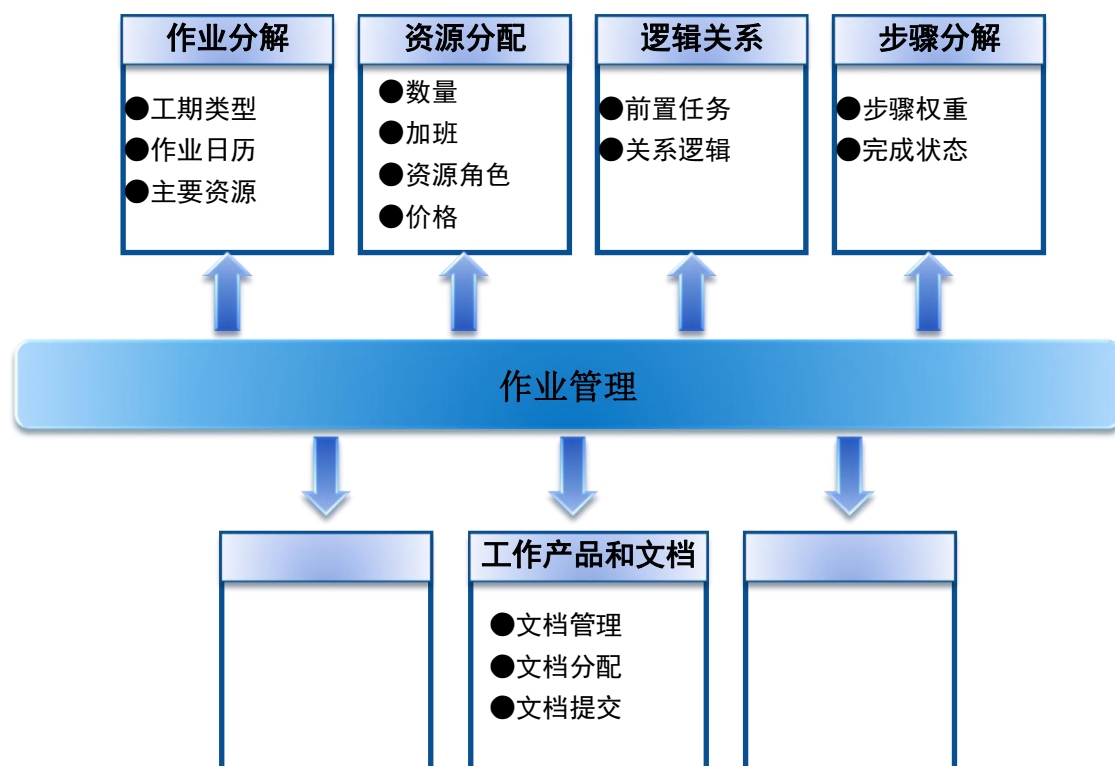 作业分解
●工期类型
●作业日历
●主要资源
资源分配
●数量
●加班
●资源角色
●价格
逻辑关系
●前置任务
●关系逻辑
步骤分解
●步骤权重
●完成状态
作业管理
工作产品和文档
●文档管理
●文档分配
●文档提交